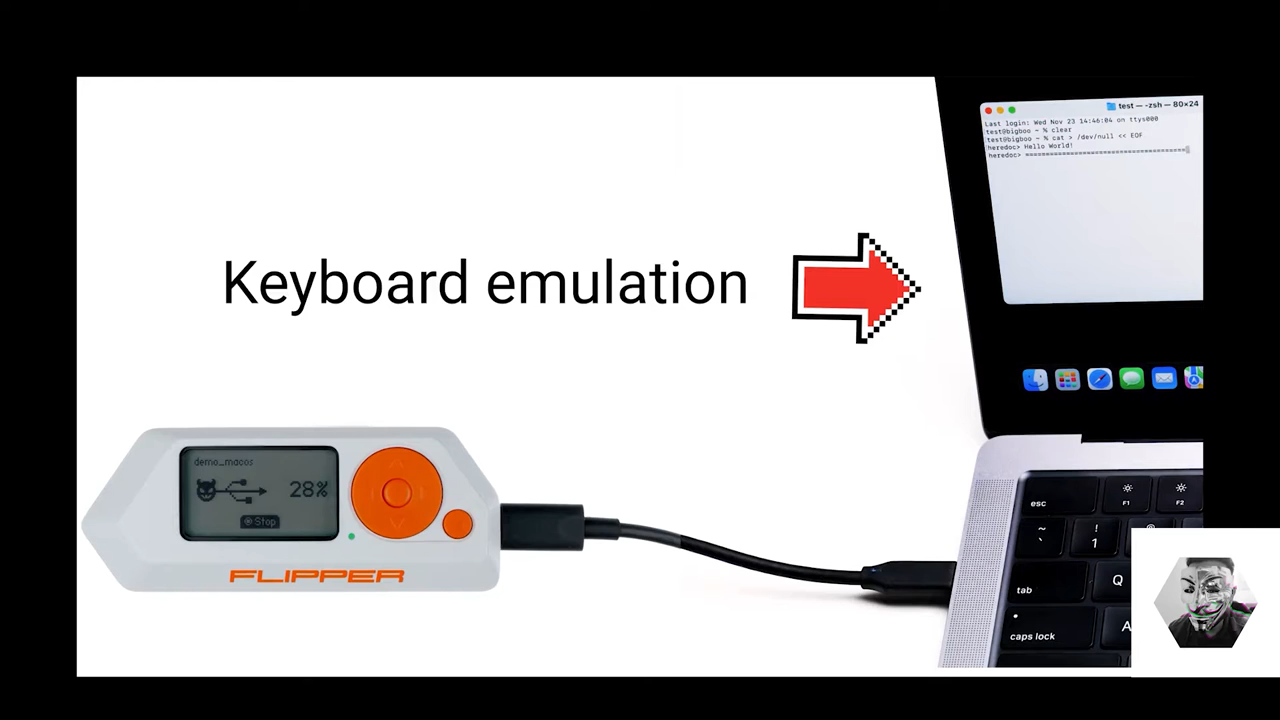 test — -zsh — 80×24
Last login: Wed Nov 23 14:46:04 on ttys000
test@bigboo ~ % clear
test@bigboo ~ % cat > /dev/null << EOF
heredoc> Hello World!
heredoc> =====================================
Keyboard emulation
demo_macos
28%
Stop
FLIPPER
esc
F1
F2
~
`
!
1
tab
Q
caps lock
A